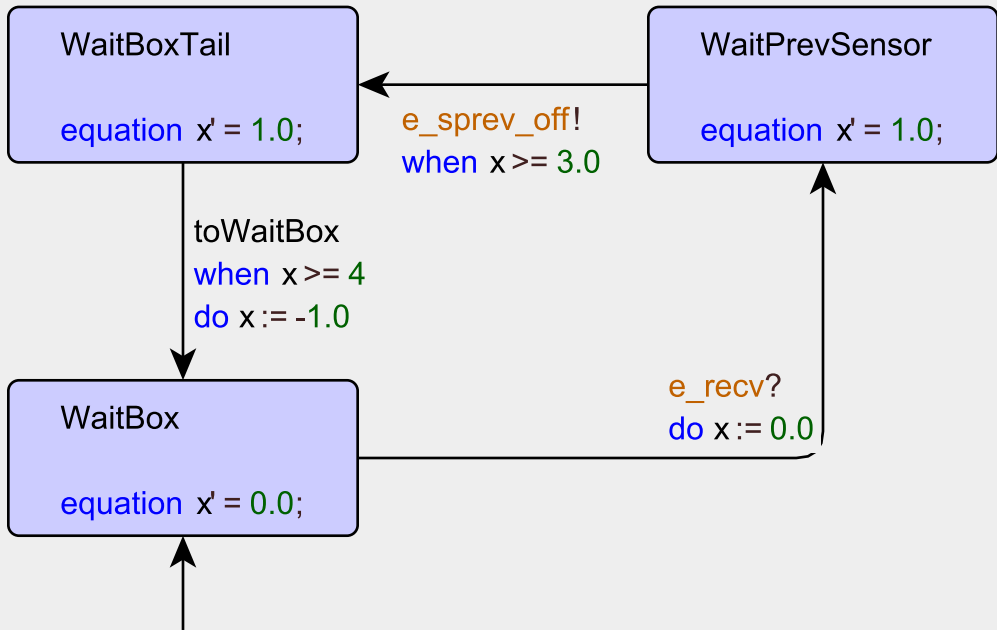 WaitBoxTail
equation x' = 1.0;
WaitPrevSensor
equation x' = 1.0;
e_sprev_off!
when x >= 3.0
toWaitBox
when x >= 4
do x := -1.0
WaitBox
equation x' = 0.0;
e_recv?
do x := 0.0